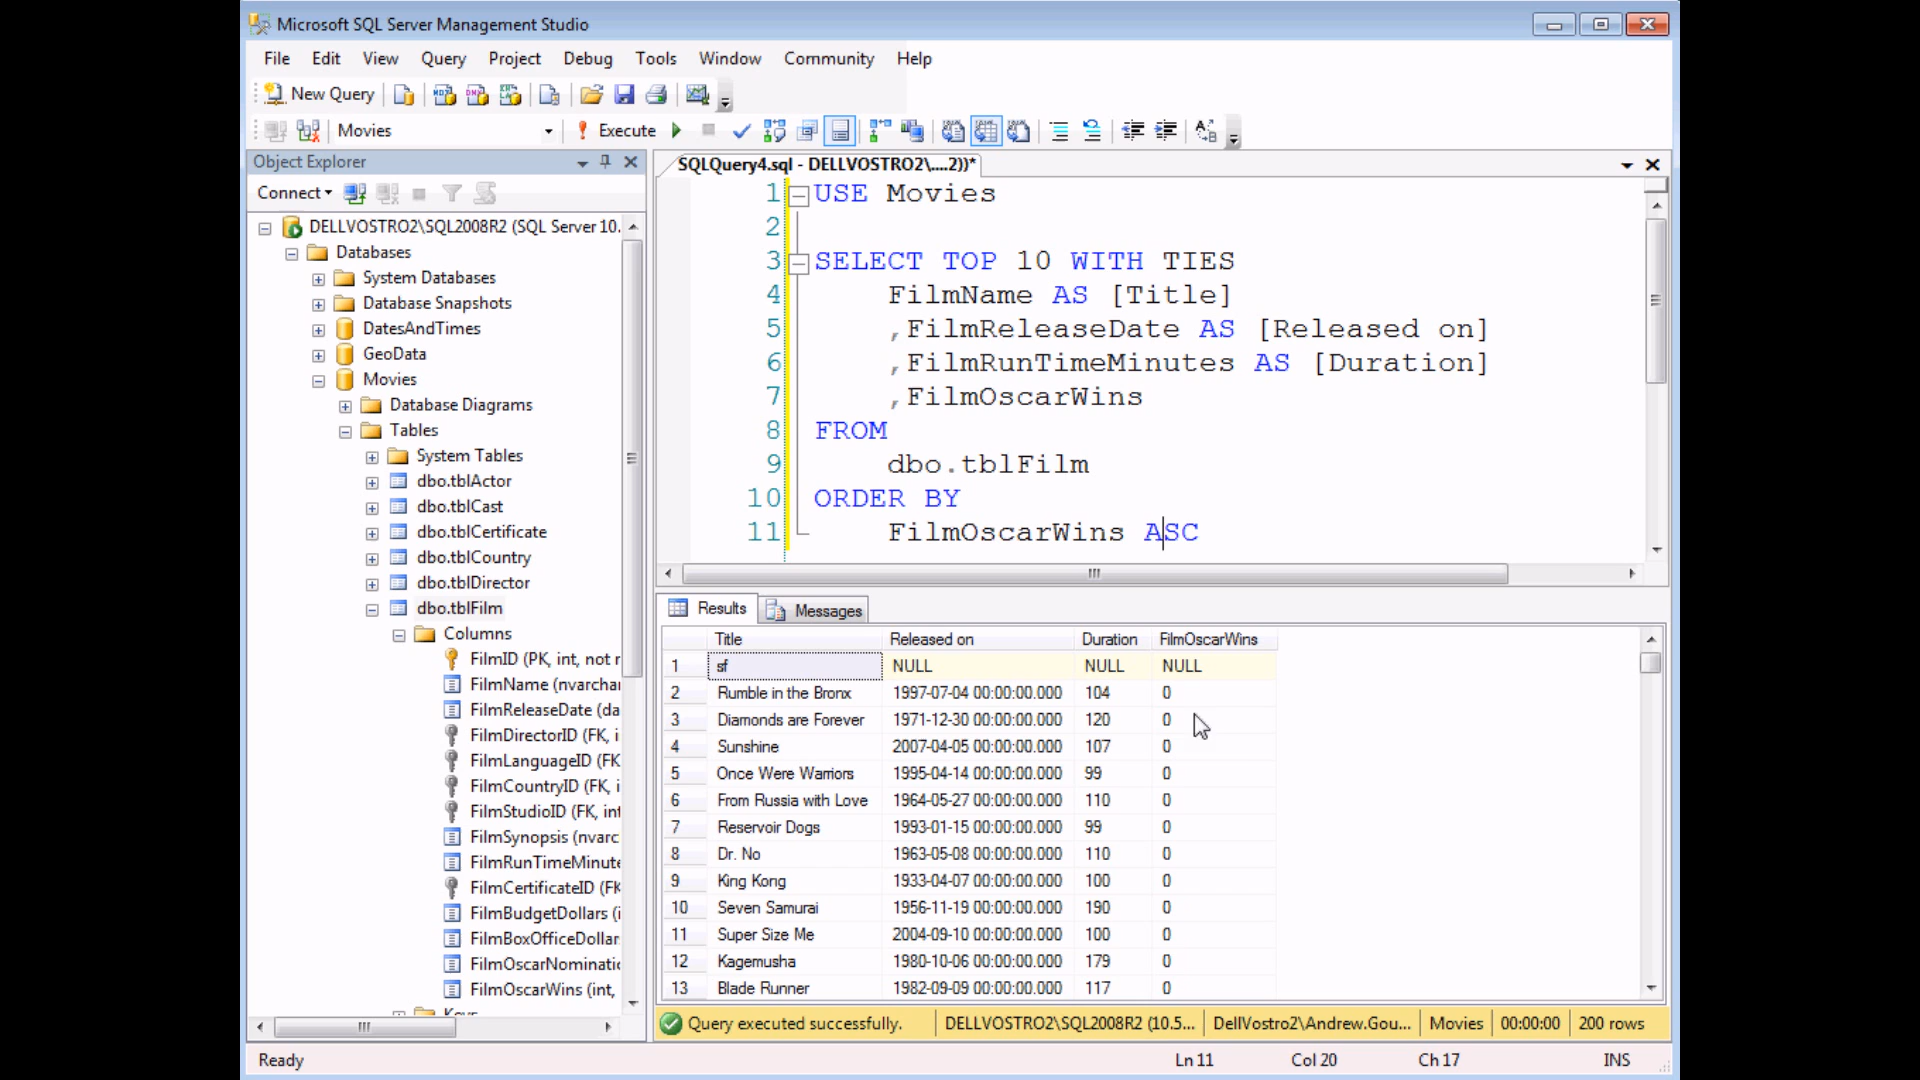 Microsoft SQL Server Management Studio
File Edit View Query Project Debug Tools Window Community Help
New Query
Movies Execute
Object Explorer
Connect
DELLVOSTRO2\SQL2008R2 (SQL Server 10.
Databases
System Databases
Database Snapshots
DatesAndTimes
GeoData
Movies
Database Diagrams
Tables
System Tables
dbo.tblActor
dbo.tblCast
dbo.tblCertificate
dbo.tblCountry
dbo.tblDirector
dbo.tblFilm
Columns
FilmID (PK, int, not r
FilmName (nvarcha
FilmReleaseDate (da
FilmDirectorID (FK, i
FilmLanguageID (FK
FilmCountryID (FK, i
FilmStudioID (FK, int
FilmSynopsis (nvarc
FilmRunTimeMinute
FilmCertificateID (FK
FilmBudgetDollars (i
FilmBoxOfficeDollar
FilmOscarNominatic
FilmOscarWins (int,
SQLQuery4.sql - DELLVOSTRO2\....2))*
1 USE Movies
2
3 SELECT TOP 10 WITH TIES
4 FilmName AS [Title]
5 ,FilmReleaseDate AS [Released on]
6 ,FilmRunTimeMinutes AS [Duration]
7 ,FilmOscarWins
8 FROM
9 dbo.tblFilm
10 ORDER BY
11 FilmOscarWins ASC
Results Messages
Title Released on Duration FilmOscarWins
1 sf NULL NULL NULL
2 Rumble in the Bronx 1997-07-04 00:00:00.000 104 0
3 Diamonds are Forever 1971-12-30 00:00:00.000 120 0
4 Sunshine 2007-04-05 00:00:00.000 107 0
5 Once Were Warriors 1995-04-14 00:00:00.000 99 0
6 From Russia with Love 1964-05-27 00:00:00.000 110 0
7 Reservoir Dogs 1993-01-15 00:00:00.000 99 0
8 Dr. No 1963-05-08 00:00:00.000 110 0
9 King Kong 1933-04-07 00:00:00.000 100 0
10 Seven Samurai 1956-11-19 00:00:00.000 190 0
11 Super Size Me 2004-09-10 00:00:00.000 100 0
12 Kagemusha 1980-10-06 00:00:00.000 179 0
13 Blade Runner 1982-09-09 00:00:00.000 117 0
Query executed successfully. DELLVOSTRO2\SQL2008R2 (10.5... DellVostro2\Andrew.Gou... Movies 00:00:00 200 rows
Ready Ln 11 Col 20 Ch 17 INS